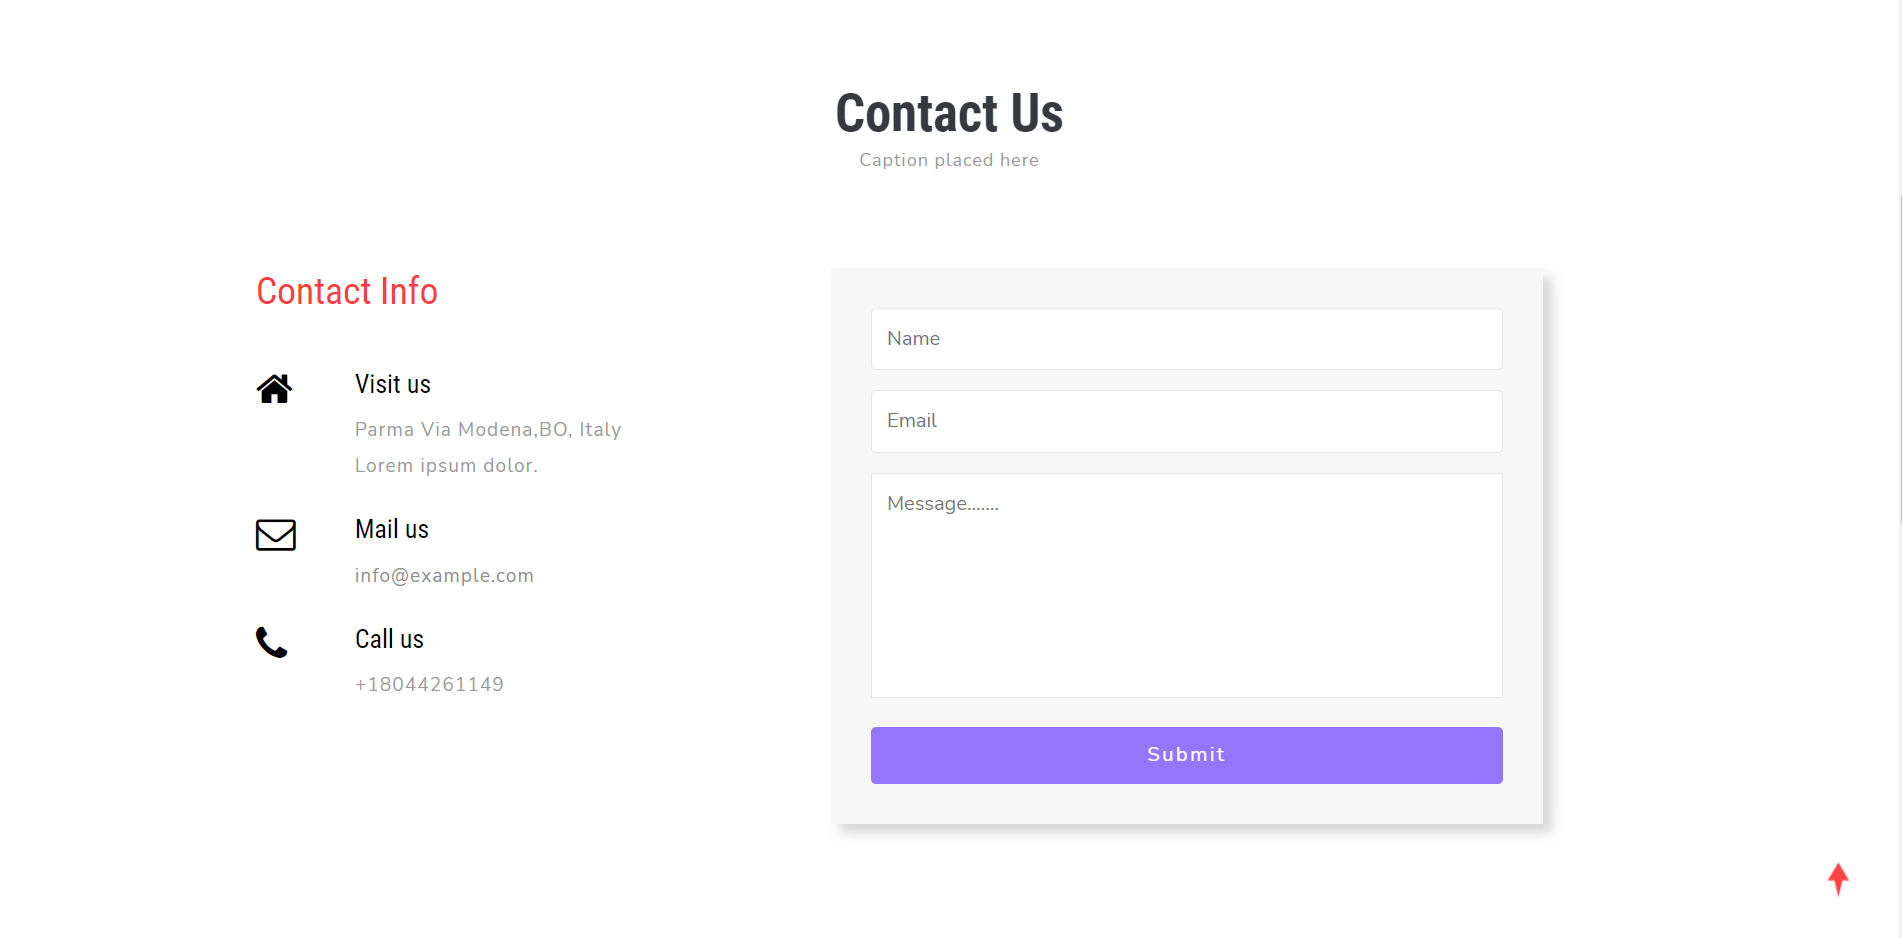 Contact Us
Caption placed here
Contact Info
Visit us
Parma Via Modena,BO, Italy
Lorem ipsum dolor.
Mail us
info@example.com
Call us
+18044261149
Name
Email
Message.......
Submit